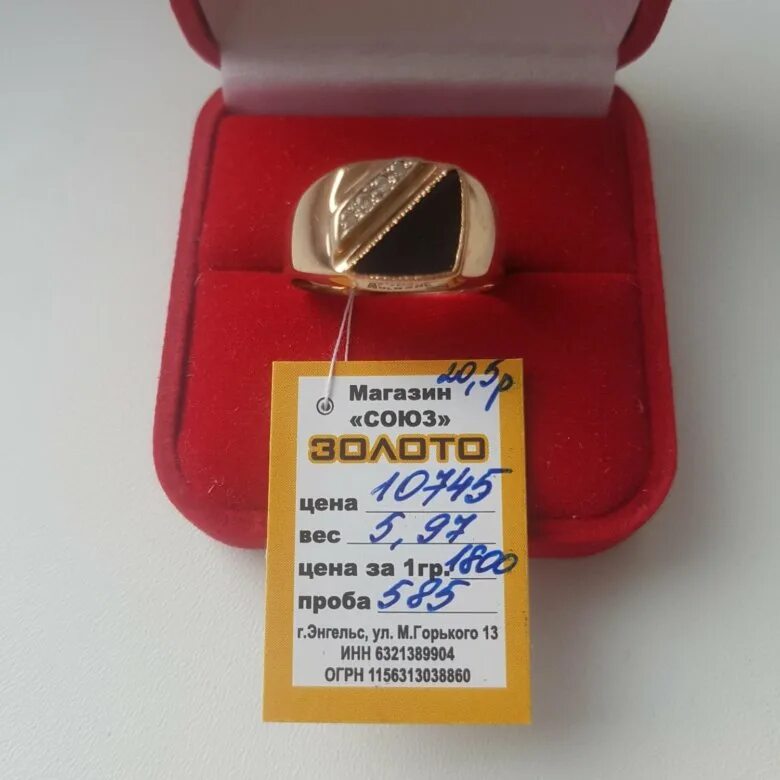 20,5р
Магазин
«СОЮЗ»
ЗОЛОТО
цена 10745
вес 5,97
цена за 1гр. 1800
проба 585
г.Энгельс, ул. М.Горького 13
ИНН 6321389904
ОГРН 1156313038860